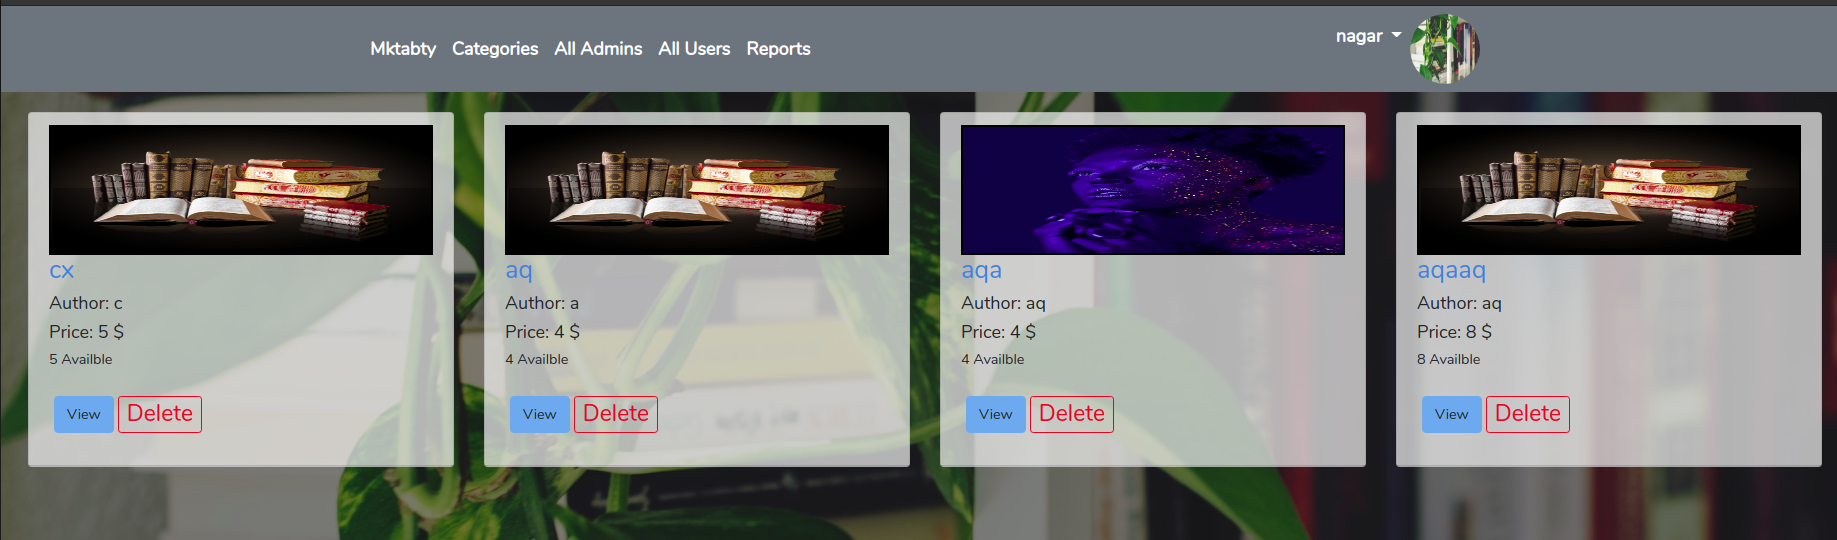 Mktabty Categories All Admins All Users Reports
nagar
cx
Author: c
Price: 5 $
5 Availble
View Delete
aq
Author: a
Price: 4 $
4 Availble
View Delete
aqa
Author: aq
Price: 4 $
4 Availble
View Delete
aqaaq
Author: aq
Price: 8 $
8 Availble
View Delete